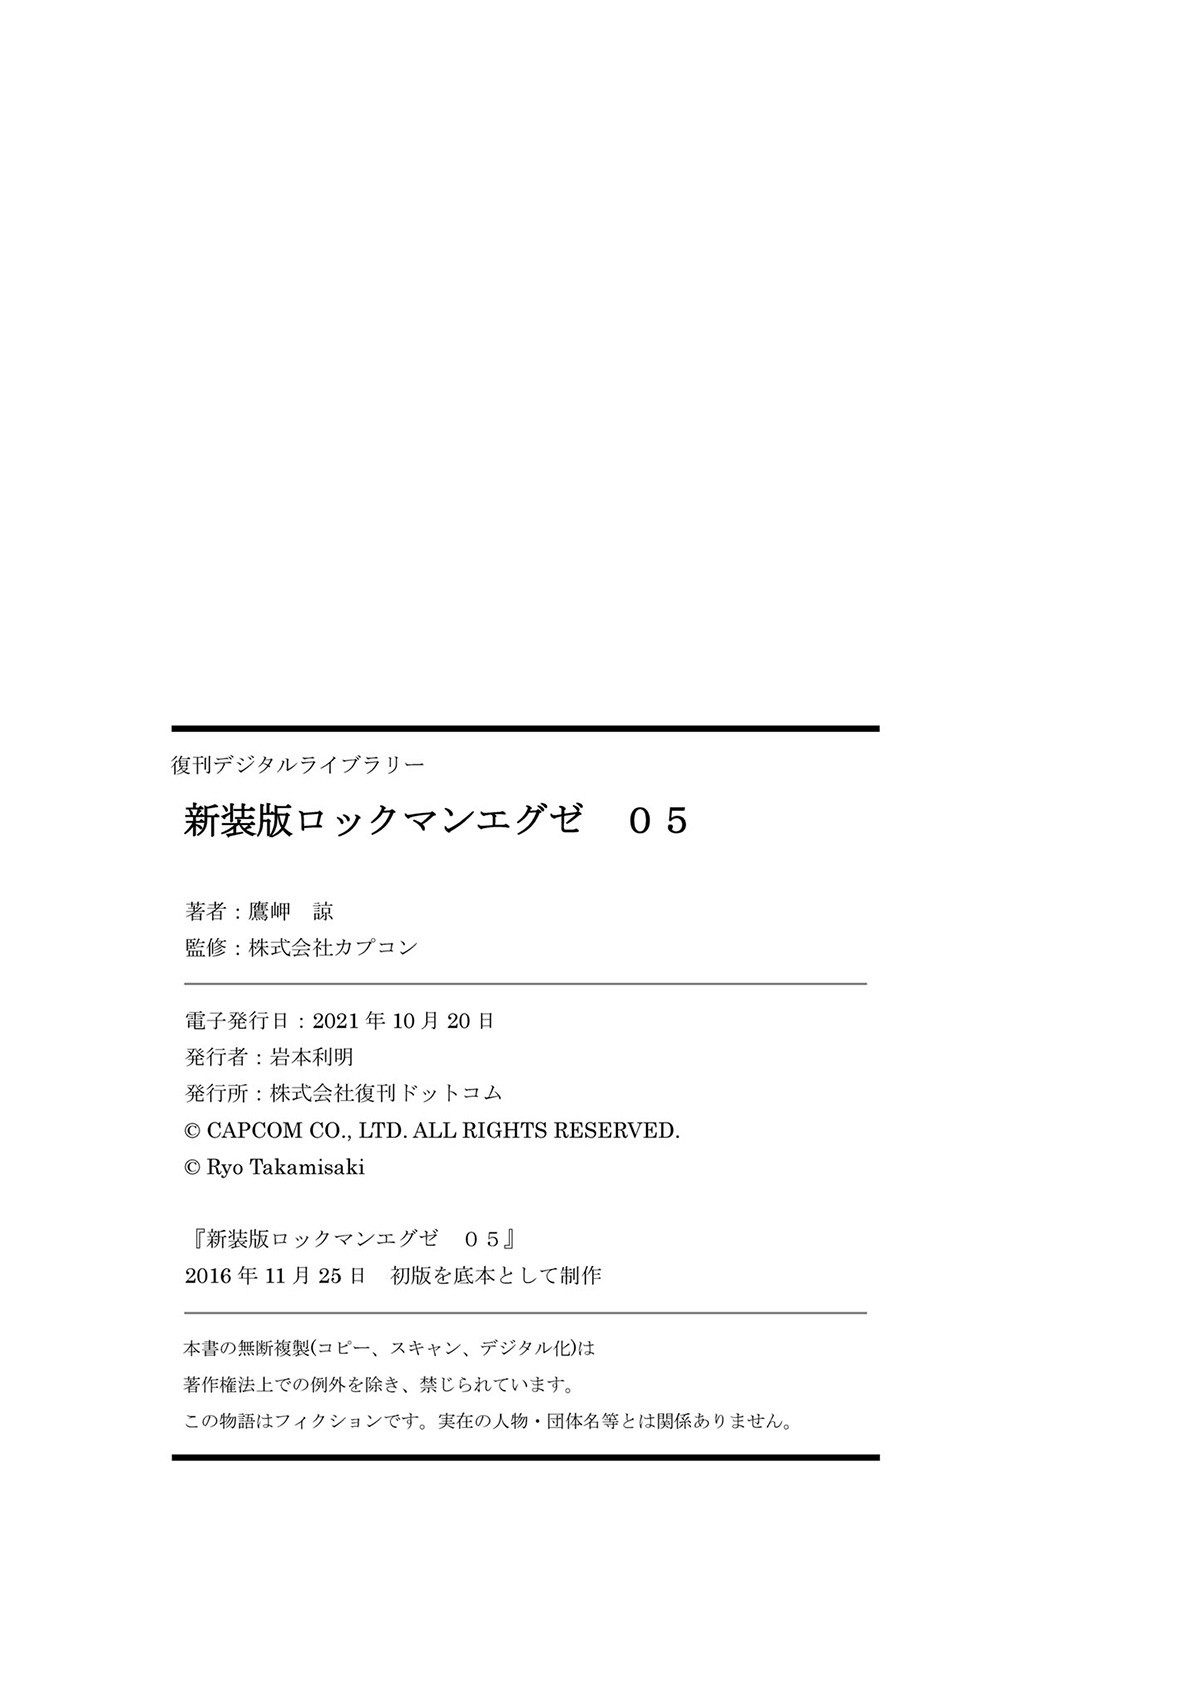 復刊デジタルライブラリー
新装版ロックマンエグゼ　０５
著者：鷹岬　諒
監修：株式会社カプコン
電子発行日：2021 年 10 月 20 日
発行者：岩本利明
発行所：株式会社復刊ドットコム
© CAPCOM CO., LTD. ALL RIGHTS RESERVED.
© Ryo Takamisaki
『新装版ロックマンエグゼ　０５』
2016 年 11 月 25 日　初版を底本として制作
本書の無断複製(コピー、スキャン、デジタル化)は
著作権法上での例外を除き、禁じられています。
この物語はフィクションです。実在の人物・団体名等とは関係ありません。